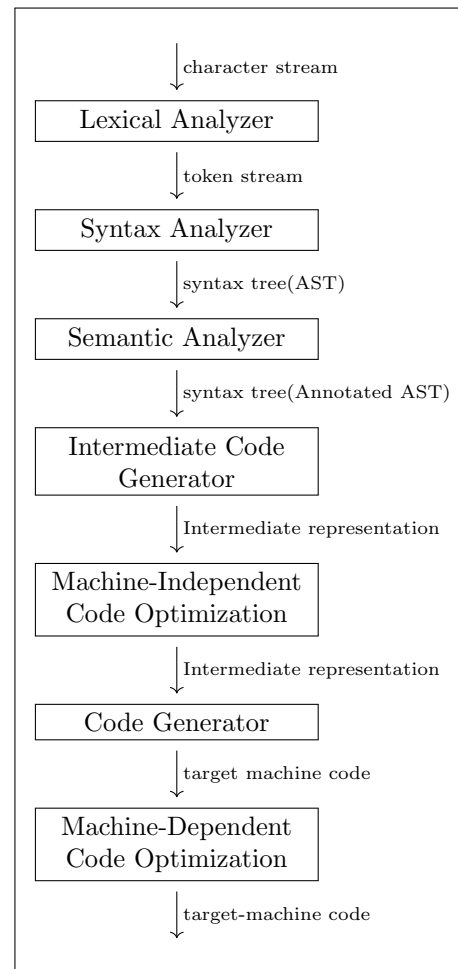 character stream
Lexical Analyzer
token stream
Syntax Analyzer
syntax tree(AST)
Semantic Analyzer
syntax tree(Annotated AST)
Intermediate Code
Generator
Intermediate representation
Machine-Independent
Code Optimization
Intermediate representation
Code Generator
target machine code
Machine-Dependent
Code Optimization
target-machine code